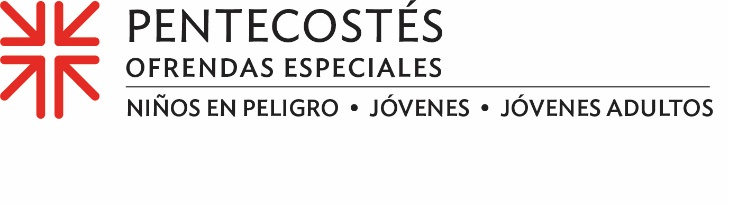 PENTECOSTÉS
OFRENDAS ESPECIALES
NIÑOS EN PELIGRO • JÓVENES • JÓVENES ADULTOS